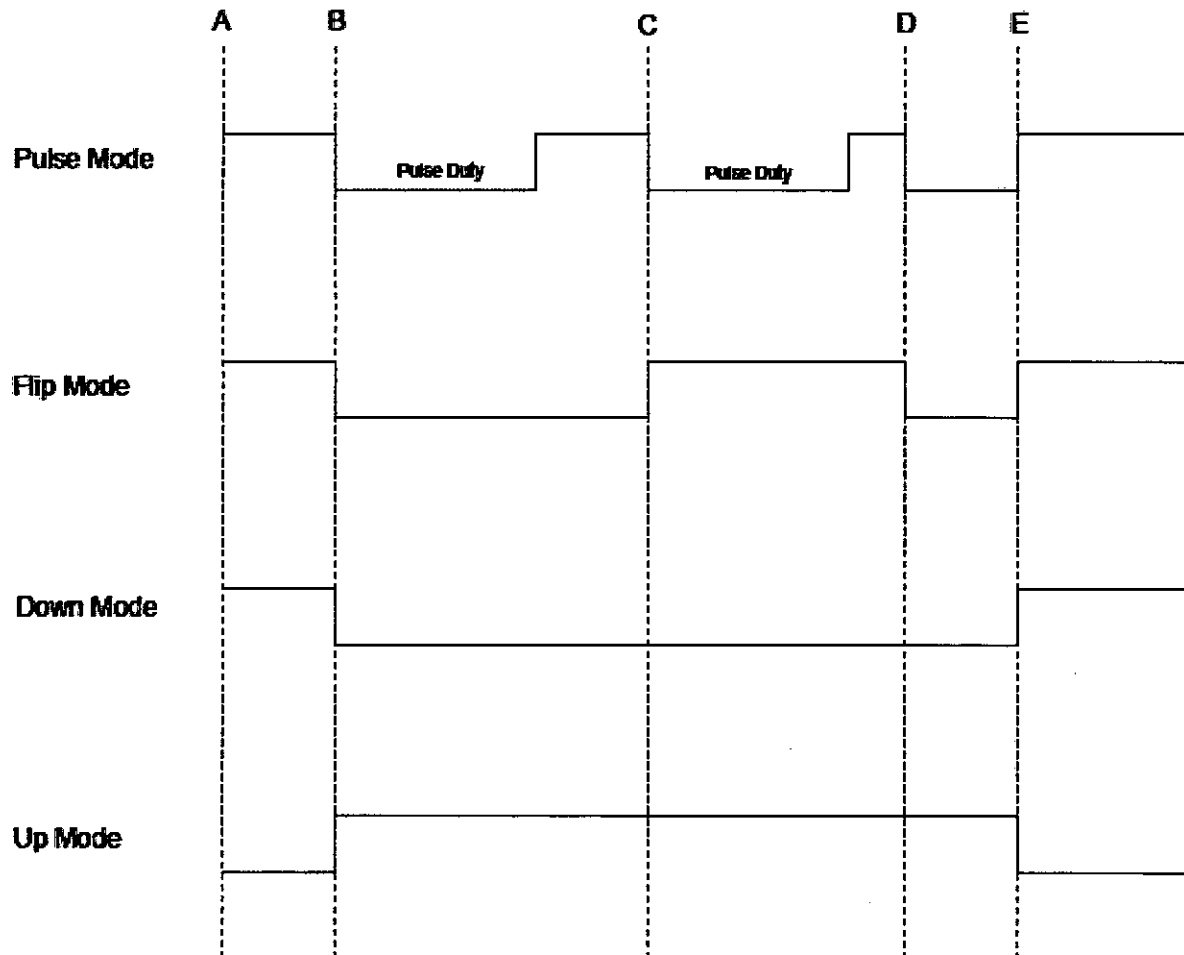 A B C D E
Pulse Mode
Pulse Duty Pulse Duty
Flip Mode
Down Mode
Up Mode